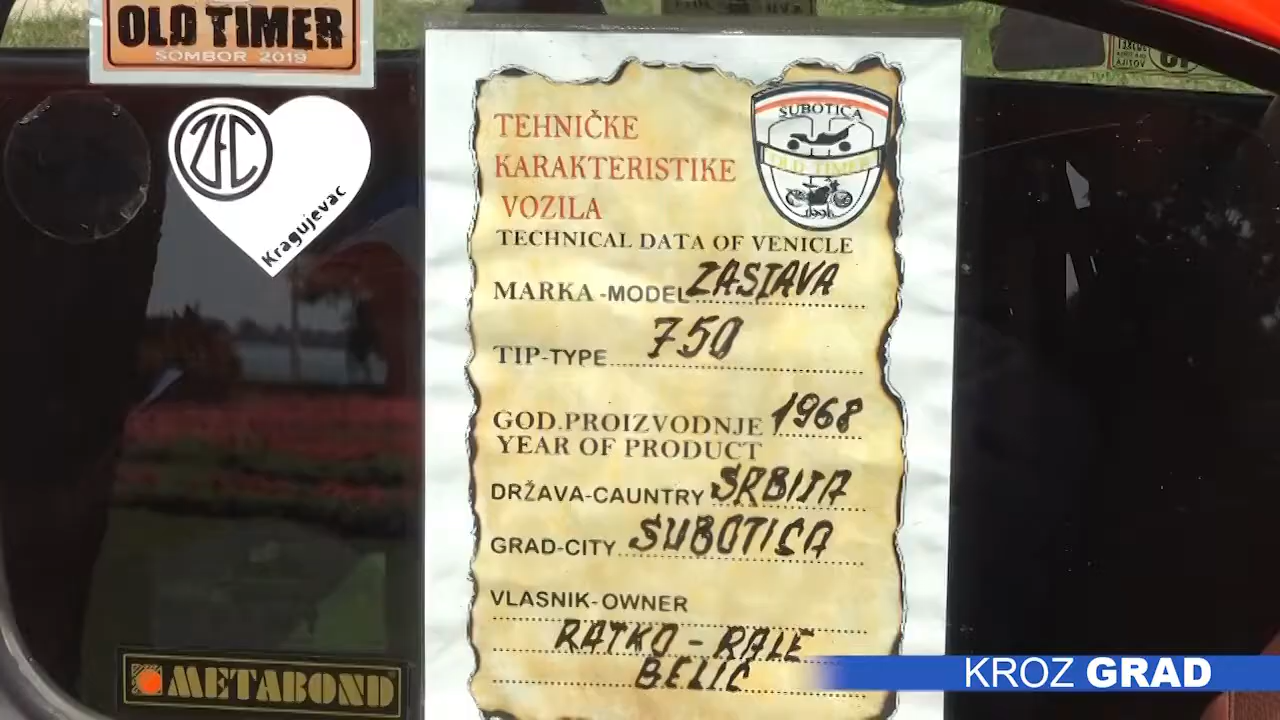 OLD TIMER
SOMBOR 2019
ZFC
Kragujevac
SUBOTICA
OLD TIMER
1996
TEHNIČKE
KARAKTERISTIKE
VOZILA
TECHNICAL DATA OF VENICLE
MARKA-MODEL ZASTAVA
TIP-TYPE 750
GOD.PROIZVODNJE 1968
YEAR OF PRODUCT
DRŽAVA-CAUNTRY SRBIJA
GRAD-CITY SUBOTICA
VLASNIK-OWNER
RATKO - RALE
BELIĆ
METABOND
KROZ GRAD